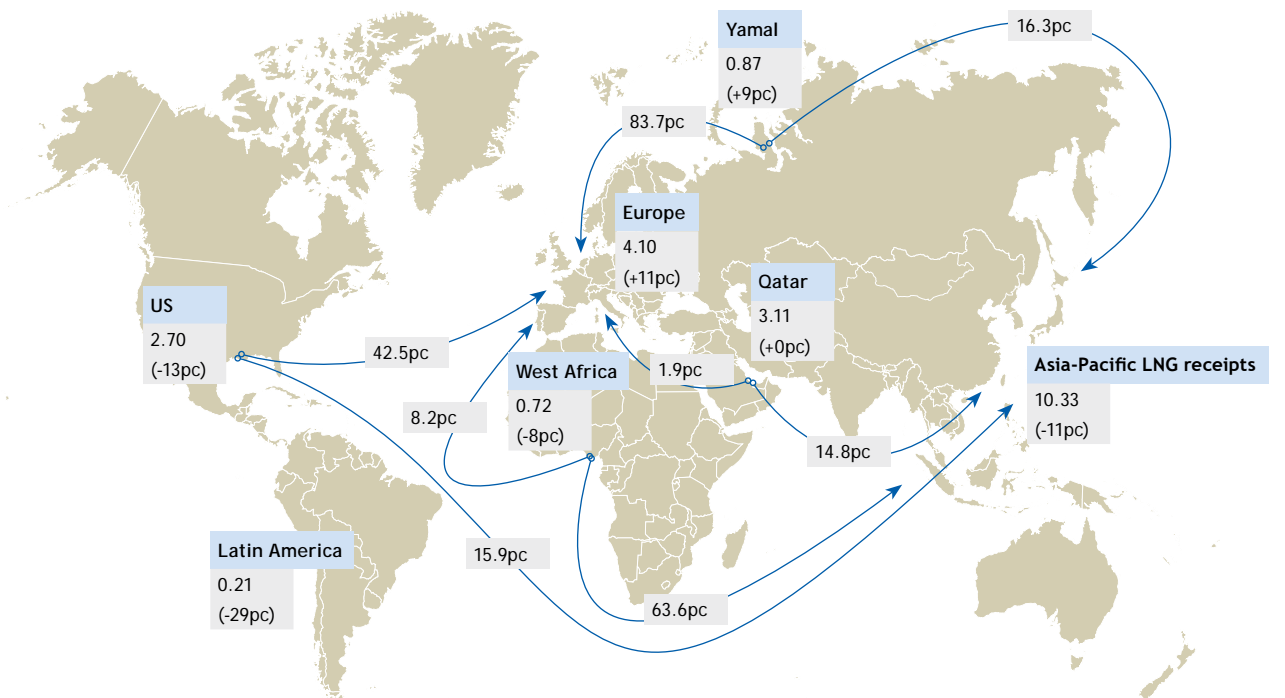 16.3pc
Yamal
0.87
(+9pc)
83.7pc
Europe
4.10
(+11pc)
Qatar
3.11
(+0pc)
US
2.70
(-13pc)
42.5pc
West Africa
0.72
(-8pc)
1.9pc
Asia-Pacific LNG receipts
10.33
(-11pc)
8.2pc
14.8pc
Latin America
0.21
(-29pc)
15.9pc
63.6pc